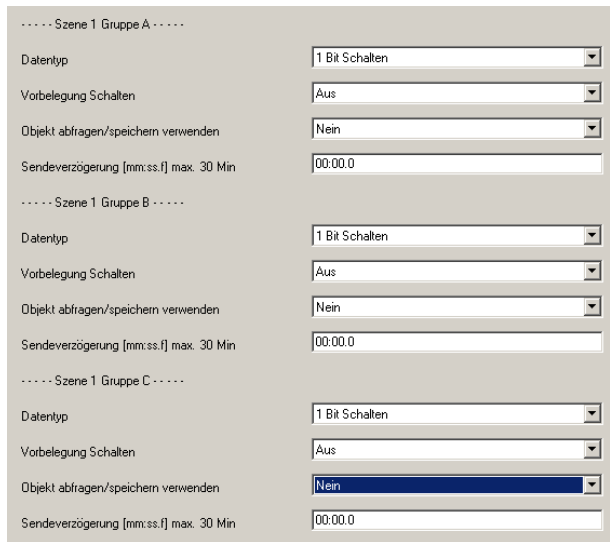 - - - - - Szene 1 Gruppe A - - - - -
Datentyp 1 Bit Schalten
Vorbelegung Schalten Aus
Objekt abfragen/speichern verwenden Nein
Sendeverzögerung [mm:ss.f] max. 30 Min 00:00.0
- - - - - Szene 1 Gruppe B - - - - -
Datentyp 1 Bit Schalten
Vorbelegung Schalten Aus
Objekt abfragen/speichern verwenden Nein
Sendeverzögerung [mm:ss.f] max. 30 Min 00:00.0
- - - - - Szene 1 Gruppe C - - - - -
Datentyp 1 Bit Schalten
Vorbelegung Schalten Aus
Objekt abfragen/speichern verwenden Nein
Sendeverzögerung [mm:ss.f] max. 30 Min 00:00.0